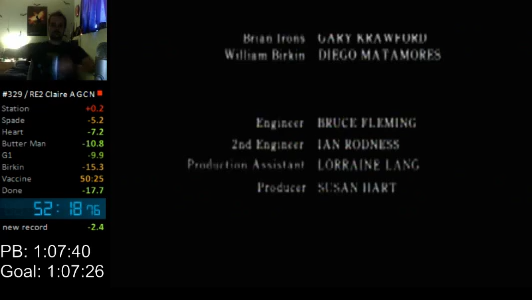 #329 / RE2 Claire A GCN
Station +0.2
Spade -5.2
Heart -7.2
Butter Man -10.8
G1 -9.9
Birkin -15.3
Vaccine 50:25
Done -17.7
52:18 76
new record -2.4
PB: 1:07:40
Goal: 1:07:26
Brian Irons GARY KRAWFORD
William Birkin DIEGO MATAMORES
Engineer BRUCE FLEMING
2nd Engineer IAN RODNESS
Production Assistant LORRAINE LANG
Producer SUSAN HART